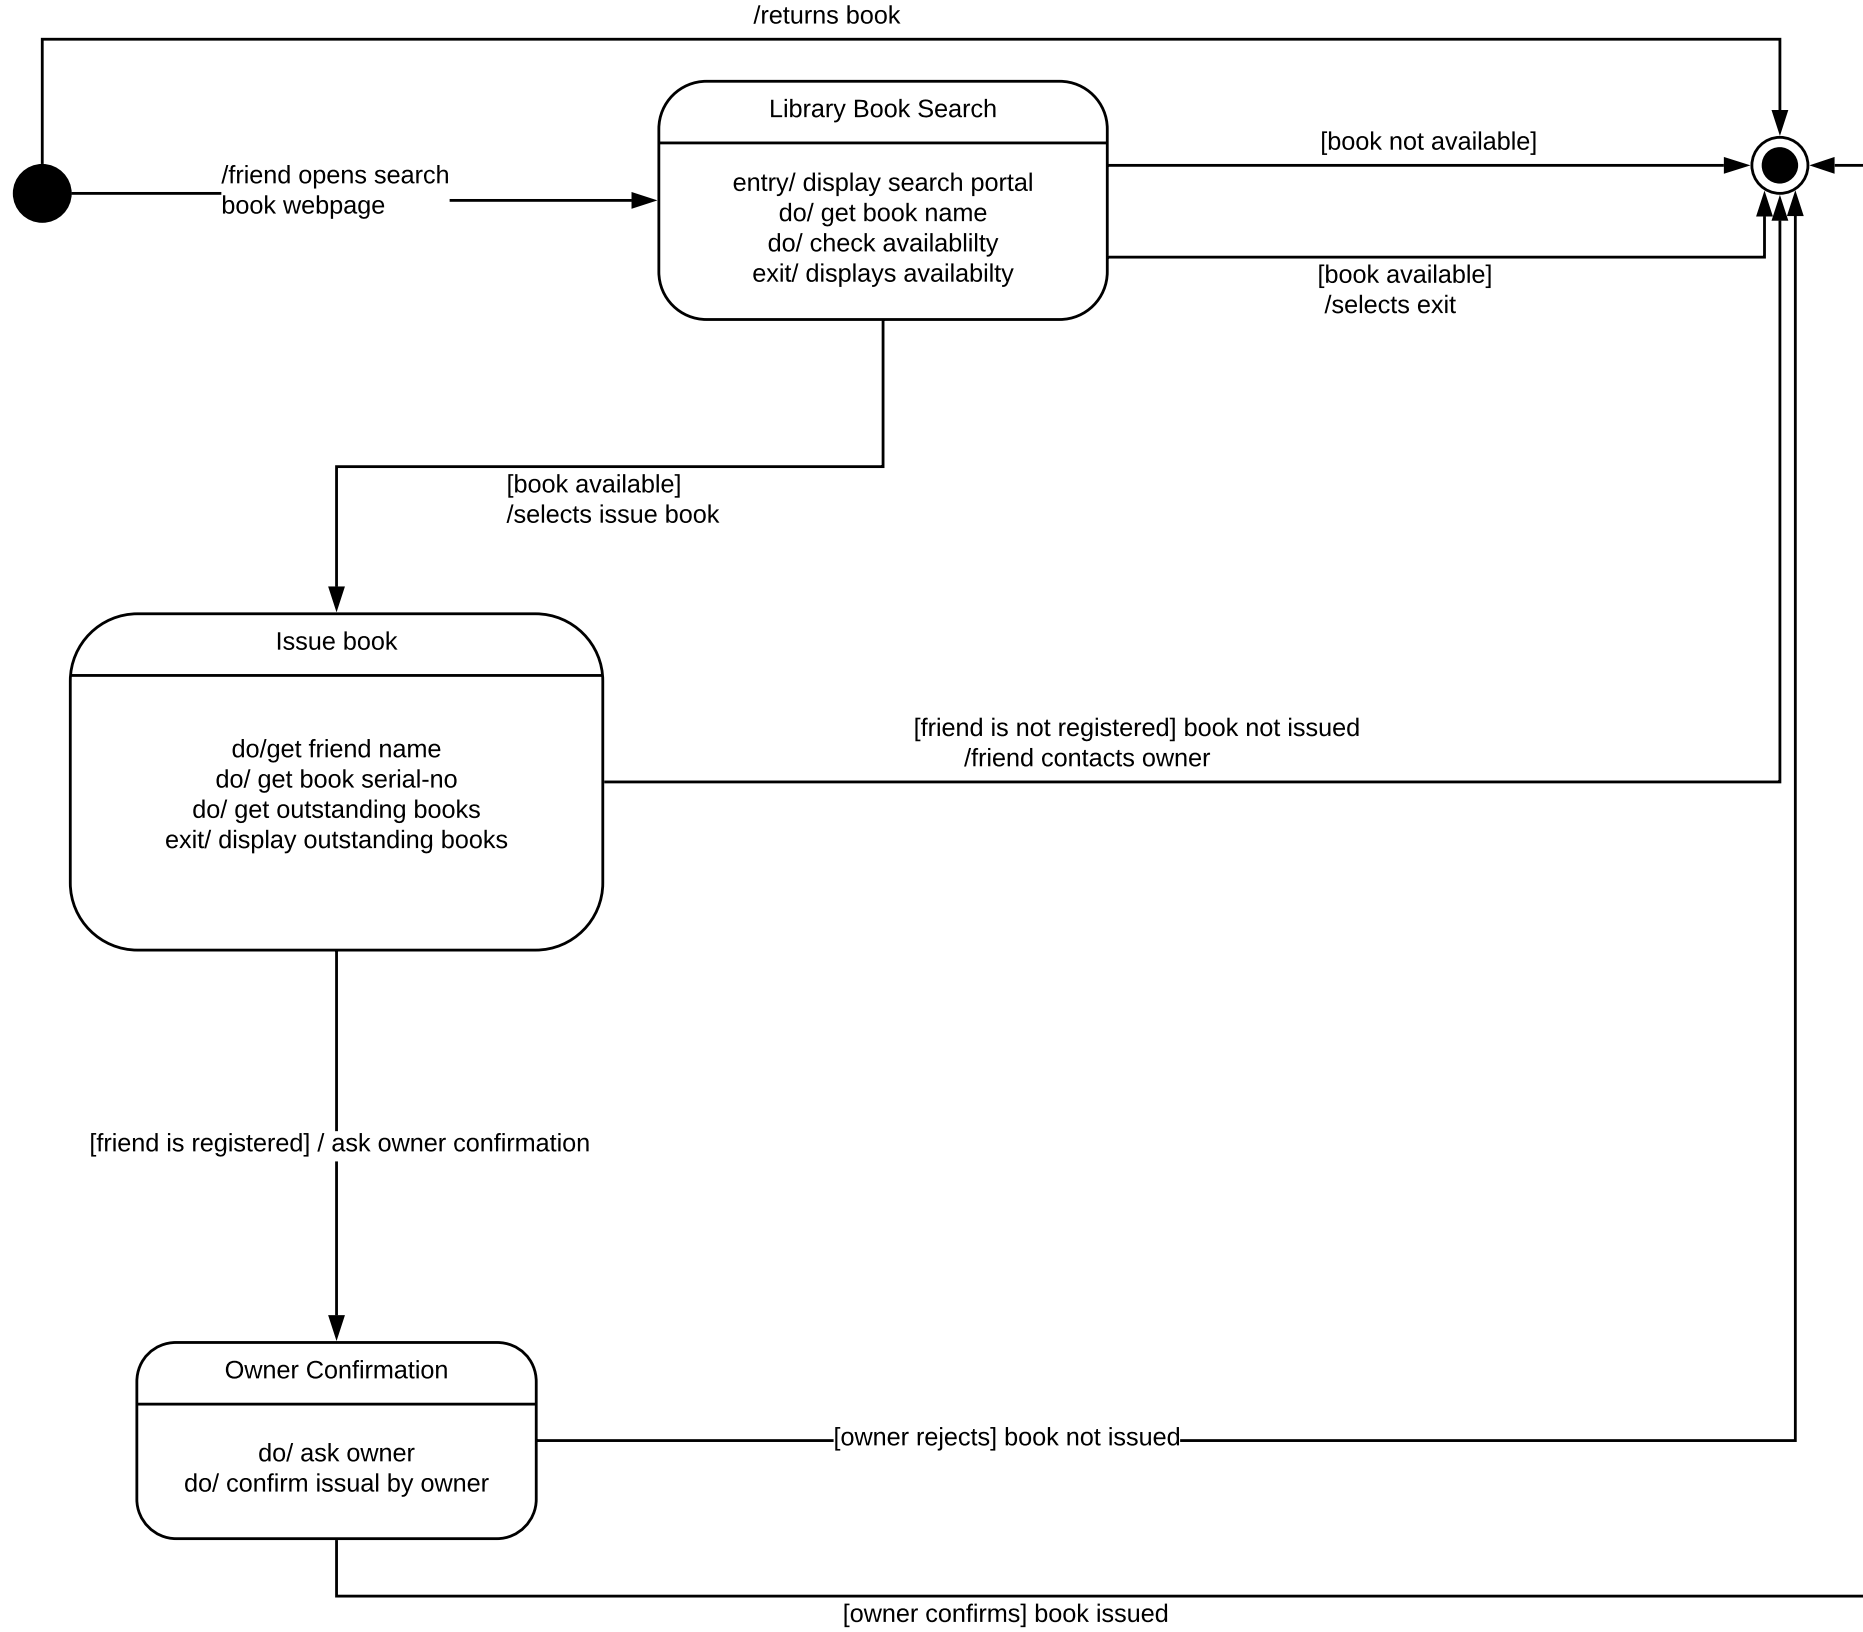 /returns book
Library Book Search
[book not available]
/friend opens search
book webpage
entry/ display search portal
do/ get book name
do/ check availablilty
exit/ displays availabilty
[book available]
/selects exit
[book available]
/selects issue book
Issue book
do/get friend name
do/ get book serial-no
do/ get outstanding books
exit/ display outstanding books
[friend is not registered] book not issued
/friend contacts owner
[friend is registered] / ask owner confirmation
Owner Confirmation
do/ ask owner
do/ confirm issual by owner
[owner rejects] book not issued
[owner confirms] book issued